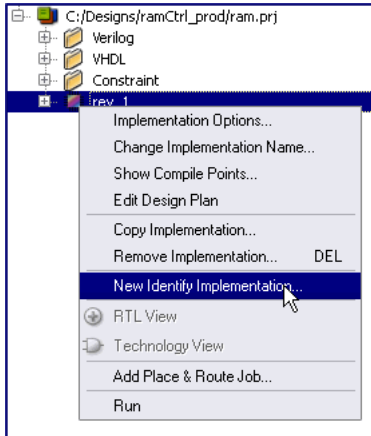 C:/Designs/ramCtrl_prod/ram.prj
Verilog
VHDL
Constraint
rev_1
Implementation Options...
Change Implementation Name...
Show Compile Points...
Edit Design Plan
Copy Implementation...
Remove Implementation... DEL
New Identify Implementation...
RTL View
Technology View
Add Place & Route Job...
Run